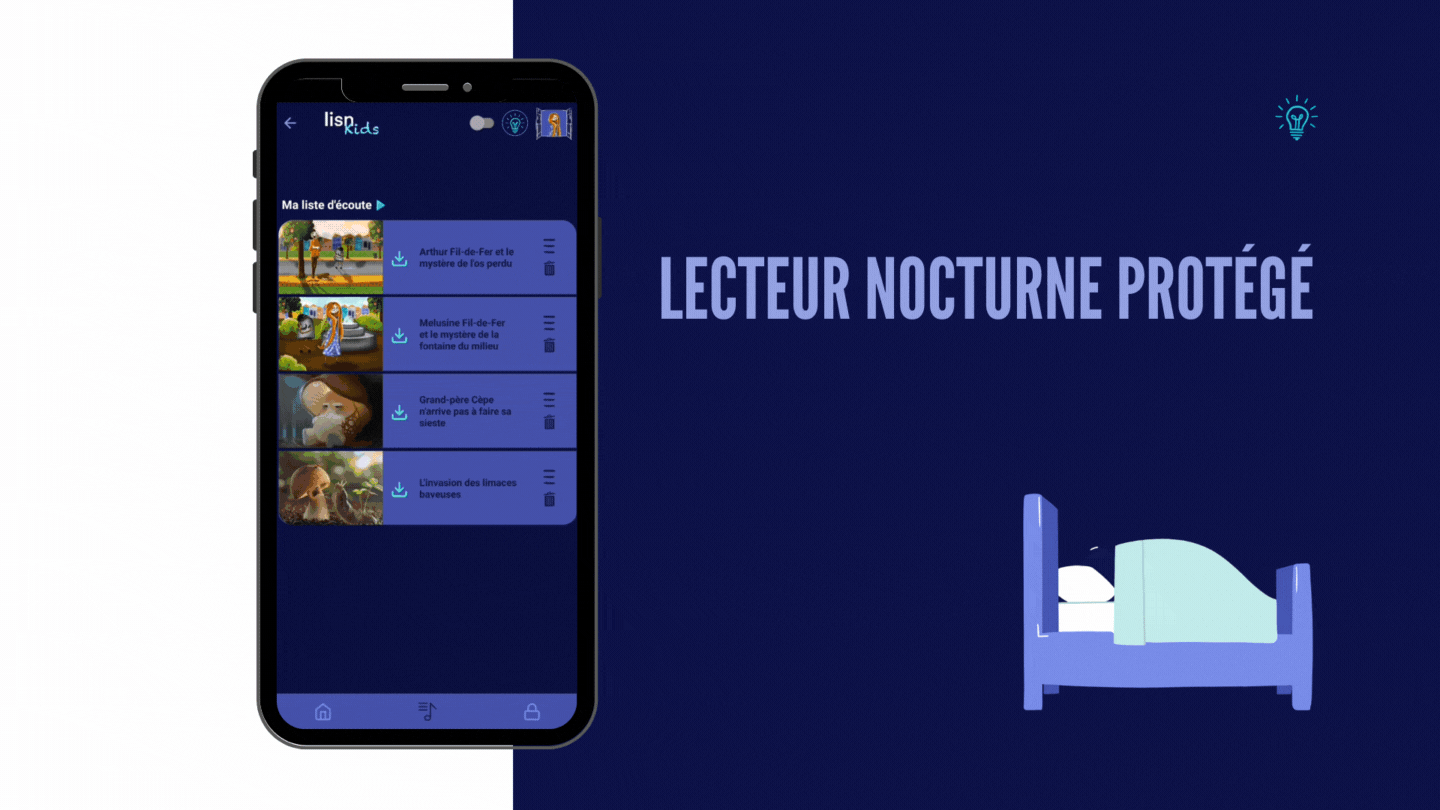 lisn
kids
Ma liste d'écoute
Arthur Fil-de-Fer et le
mystère de l'os perdu
Melusine Fil-de-Fer
et le mystère de la
fontaine du milieu
Grand-père Cèpe
n'arrive pas à faire sa
sieste
L'invasion des limaces
baveuses
LECTEUR NOCTURNE PROTÉGÉ